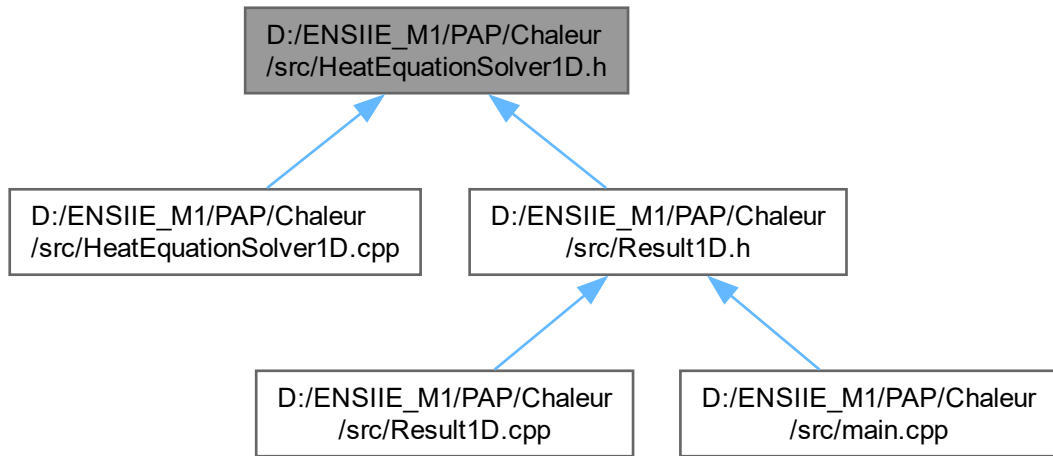 D:/ENSIIE_M1/PAP/Chaleur
/src/HeatEquationSolver1D.h
D:/ENSIIE_M1/PAP/Chaleur
/src/HeatEquationSolver1D.cpp
D:/ENSIIE_M1/PAP/Chaleur
/src/Result1D.h
D:/ENSIIE_M1/PAP/Chaleur
/src/Result1D.cpp
D:/ENSIIE_M1/PAP/Chaleur
/src/main.cpp